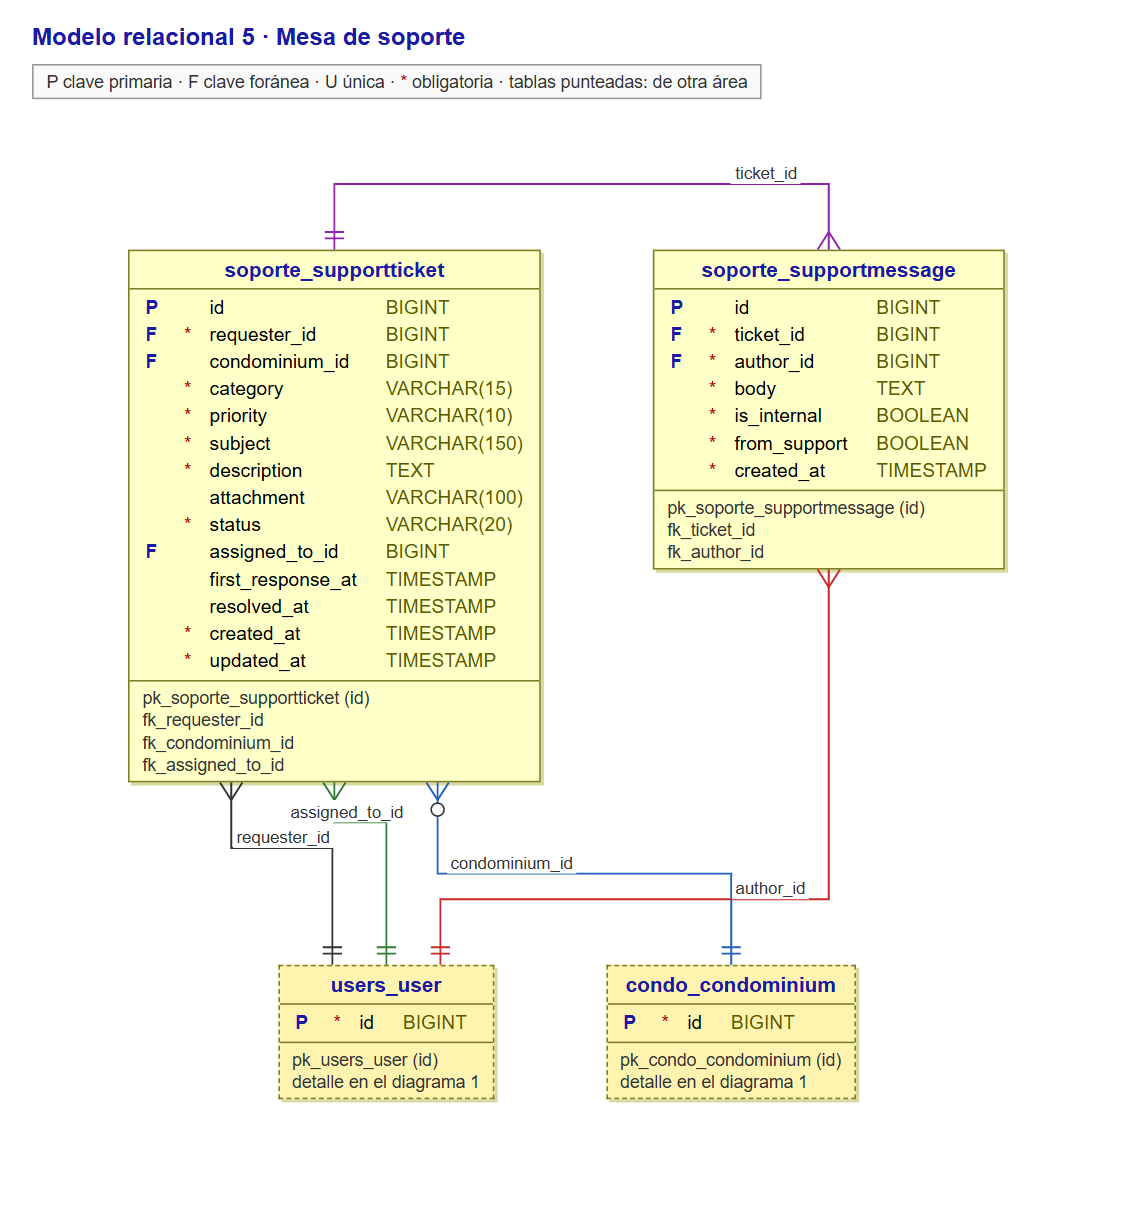 Modelo relacional 5 · Mesa de soporte
P clave primaria · F clave foránea · U única · * obligatoria · tablas punteadas: de otra área
ticket_id
soporte_supportticket
P id BIGINT
F * requester_id BIGINT
F condominium_id BIGINT
* category VARCHAR(15)
* priority VARCHAR(10)
* subject VARCHAR(150)
* description TEXT
attachment VARCHAR(100)
* status VARCHAR(20)
F assigned_to_id BIGINT
first_response_at TIMESTAMP
resolved_at TIMESTAMP
* created_at TIMESTAMP
* updated_at TIMESTAMP
pk_soporte_supportticket (id)
fk_requester_id
fk_condominium_id
fk_assigned_to_id
soporte_supportmessage
P id BIGINT
F * ticket_id BIGINT
F * author_id BIGINT
* body TEXT
* is_internal BOOLEAN
* from_support BOOLEAN
* created_at TIMESTAMP
pk_soporte_supportmessage (id)
fk_ticket_id
fk_author_id
assigned_to_id
requester_id
condominium_id
author_id
users_user
P * id BIGINT
pk_users_user (id)
detalle en el diagrama 1
condo_condominium
P * id BIGINT
pk_condo_condominium (id)
detalle en el diagrama 1